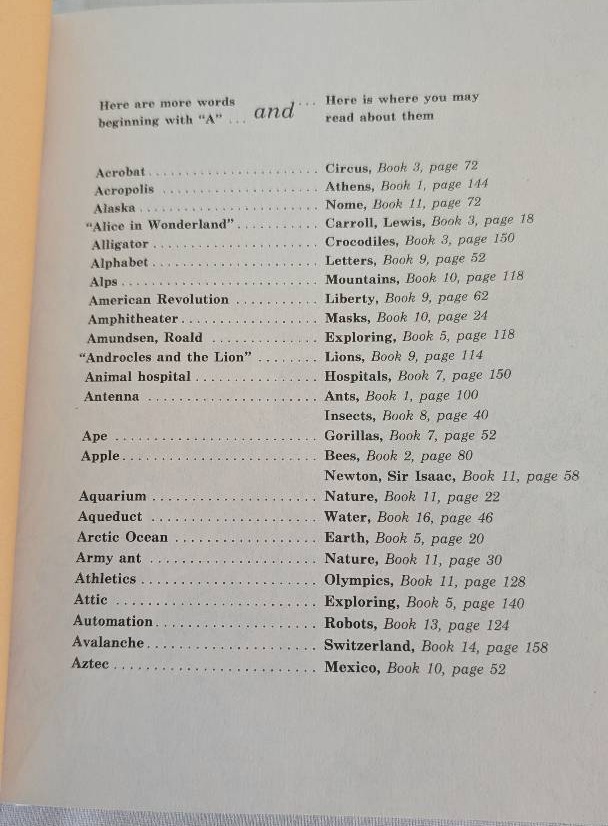 Here are more words ... Here is where you may
beginning with "A" ... and read about them
Acrobat .................... Circus, Book 3, page 72
Acropolis .................... Athens, Book 1, page 144
Alaska .................... Nome, Book 11, page 72
"Alice in Wonderland" .......... Carroll, Lewis, Book 3, page 18
Alligator .................... Crocodiles, Book 3, page 150
Alphabet .................... Letters, Book 9, page 52
Alps .................... Mountains, Book 10, page 118
American Revolution .......... Liberty, Book 9, page 62
Amphitheater .................... Masks, Book 10, page 24
Amundsen, Roald ............. Exploring, Book 5, page 118
"Androcles and the Lion" ........ Lions, Book 9, page 114
Animal hospital .............. Hospitals, Book 7, page 150
Antenna .................... Ants, Book 1, page 100
Insects, Book 8, page 40
Ape .................... Gorillas, Book 7, page 52
Apple .................... Bees, Book 2, page 80
Newton, Sir Isaac, Book 11, page 58
Aquarium .................... Nature, Book 11, page 22
Aqueduct .................... Water, Book 16, page 46
Arctic Ocean .................. Earth, Book 5, page 20
Army ant .................... Nature, Book 11, page 30
Athletics .................... Olympics, Book 11, page 128
Attic .................... Exploring, Book 5, page 140
Automation .................... Robots, Book 13, page 124
Avalanche .................... Switzerland, Book 14, page 158
Aztec .................... Mexico, Book 10, page 52